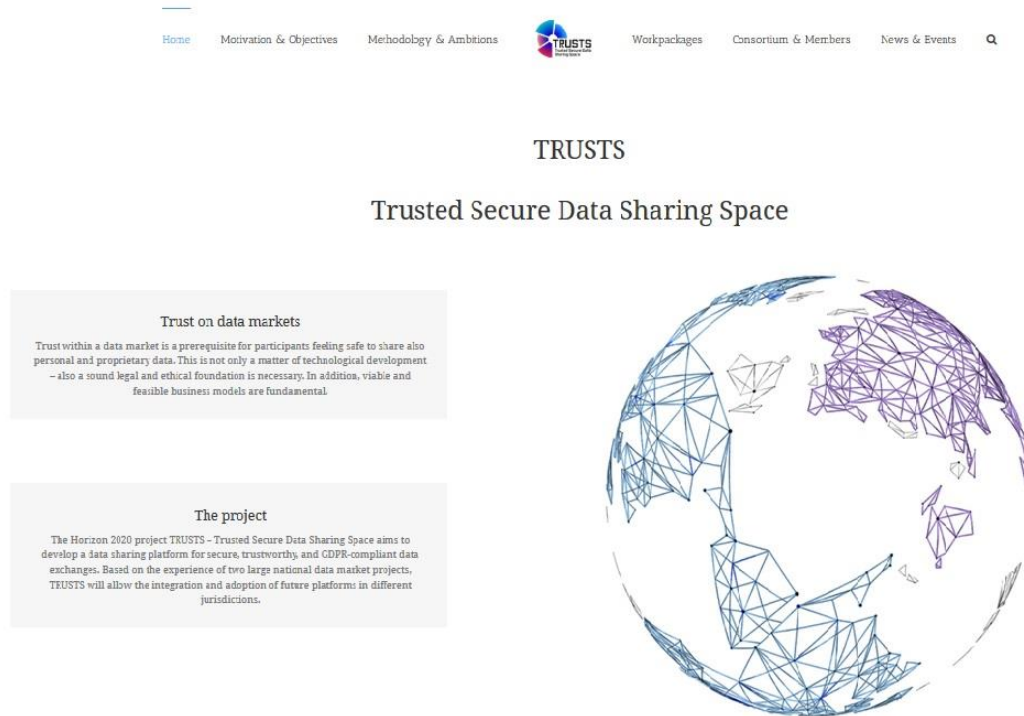 Home Motivation & Objectives Methodology & Ambitions TRUSTS Workpackages Consortium & Members News & Events
Trusted Secure Data
Sharing Space
TRUSTS
Trusted Secure Data Sharing Space
Trust on data markets
Trust within a data market is a prerequisite for participants feeling safe to share also
personal and proprietary data. This is not only a matter of technological development
– also a sound legal and ethical foundation is necessary. In addition, viable and
feasible business models are fundamental.
The project
The Horizon 2020 project TRUSTS – Trusted Secure Data Sharing Space aims to
develop a data sharing platform for secure, trustworthy, and GDPR-compliant data
exchanges. Based on the experience of two large national data market projects,
TRUSTS will allow the integration and adoption of future platforms in different
jurisdictions.